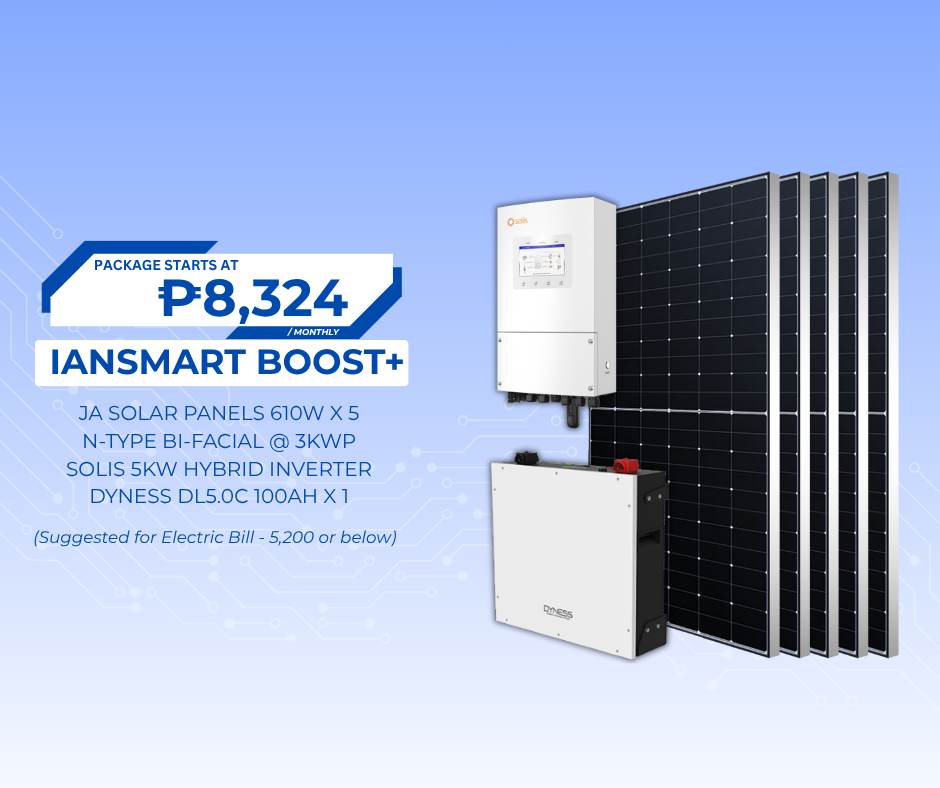 PACKAGE STARTS AT
₱8,324
/ MONTHLY
IANSMART BOOST+
JA SOLAR PANELS 610W X 5
N-TYPE BI-FACIAL @ 3KWP
SOLIS 5KW HYBRID INVERTER
DYNESS DL5.0C 100AH X 1
(Suggested for Electric Bill - 5,200 or below)
solis
DYNESS